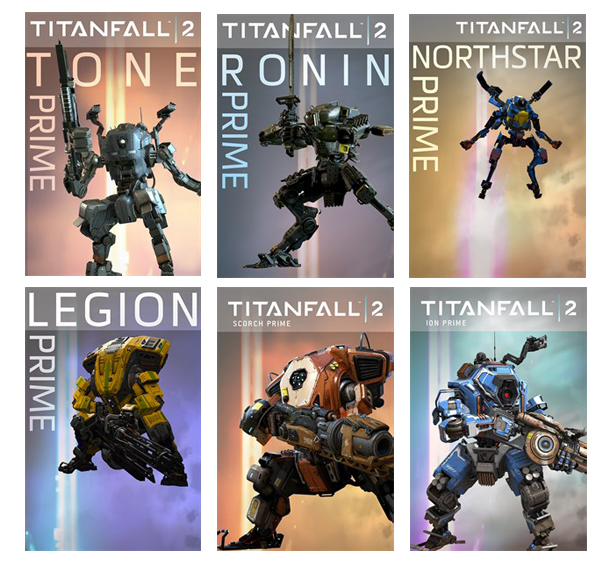 TITANFALL | 2
TONE
PRIME
TITANFALL | 2
RONIN
PRIME
TITANFALL | 2
NORTHSTAR
PRIME
LEGION
PRIME
TITANFALL | 2
SCORCH PRIME
TITANFALL | 2
ION PRIME